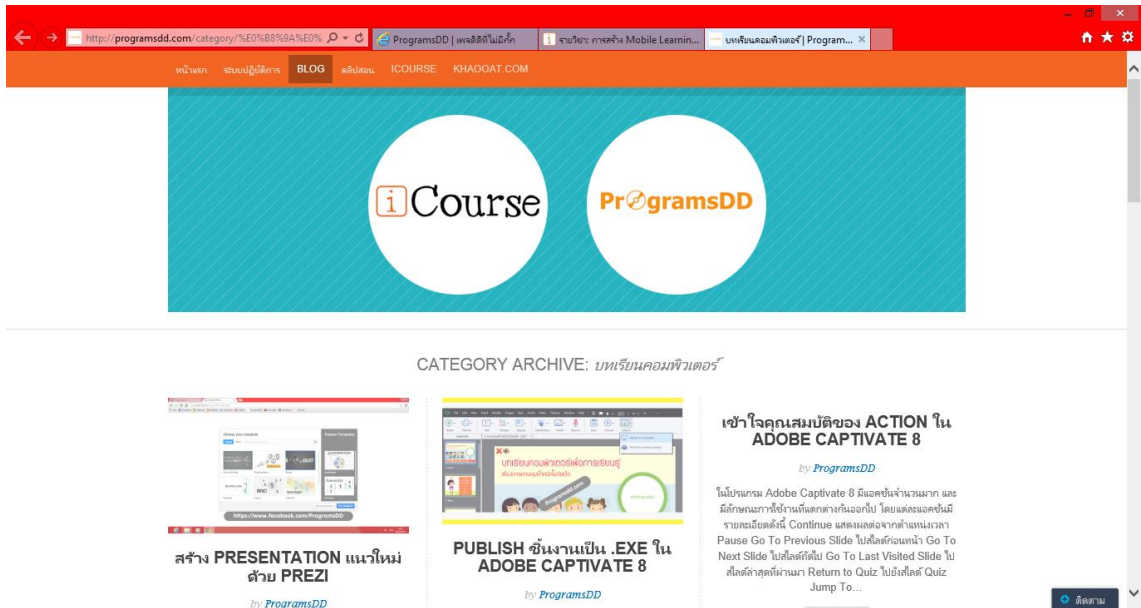 http://programsdd.com/category/%E0%B8%9A%E0%
ProgramsDD | เพจดีดีที่ไม่มีกั๊ก
รายวิชา: การสร้าง Mobile Learnin...
บทเรียนคอมพิวเตอร์ | Program...
หน้าแรก ระบบปฏิบัติการ BLOG คลิปสอน ICOURSE KHAOOAT.COM
iCourse
ProgramsDD
CATEGORY ARCHIVE: บทเรียนคอมพิวเตอร์
Choose your template
https://www.facebook.com/ProgramsDD
สร้าง PRESENTATION แนวใหม่
ด้วย PREZI
by ProgramsDD
บทเรียนคอมพิวเตอร์เพื่อการเรียนรู้
programsdd.com
PUBLISH ชิ้นงานเป็น .EXE ใน
ADOBE CAPTIVATE 8
by ProgramsDD
เข้าใจคุณสมบัติของ ACTION ใน
ADOBE CAPTIVATE 8
by ProgramsDD
ในโปรแกรม Adobe Captivate 8 มีแอคชั่นจำนวนมาก และ
มีลักษณะการใช้งานที่แตกต่างกันออกไป โดยแต่ละแอคชั่นมี
รายละเอียดดังนี้ Continue แสดงผลต่อจากตำแหน่งเวลา
Pause Go To Previous Slide ไปสไลด์ก่อนหน้า Go To
Next Slide ไปสไลด์ถัดไป Go To Last Visited Slide ไป
สไลด์ล่าสุดที่ผ่านมา Return to Quiz ไปยังสไลด์ Quiz
Jump To...
ติดตาม